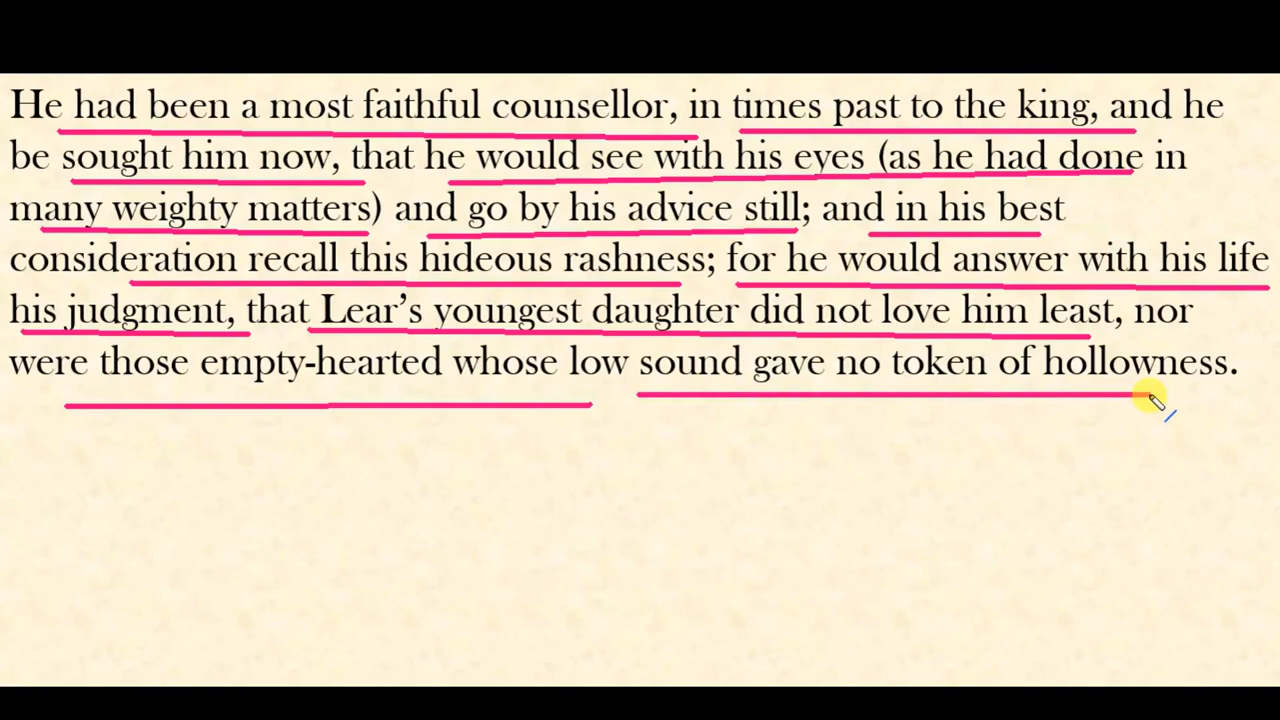 He had been a most faithful counsellor, in times past to the king, and he
be sought him now, that he would see with his eyes (as he had done in
many weighty matters) and go by his advice still; and in his best
consideration recall this hideous rashness; for he would answer with his life
his judgment, that Lear’s youngest daughter did not love him least, nor
were those empty-hearted whose low sound gave no token of hollowness.